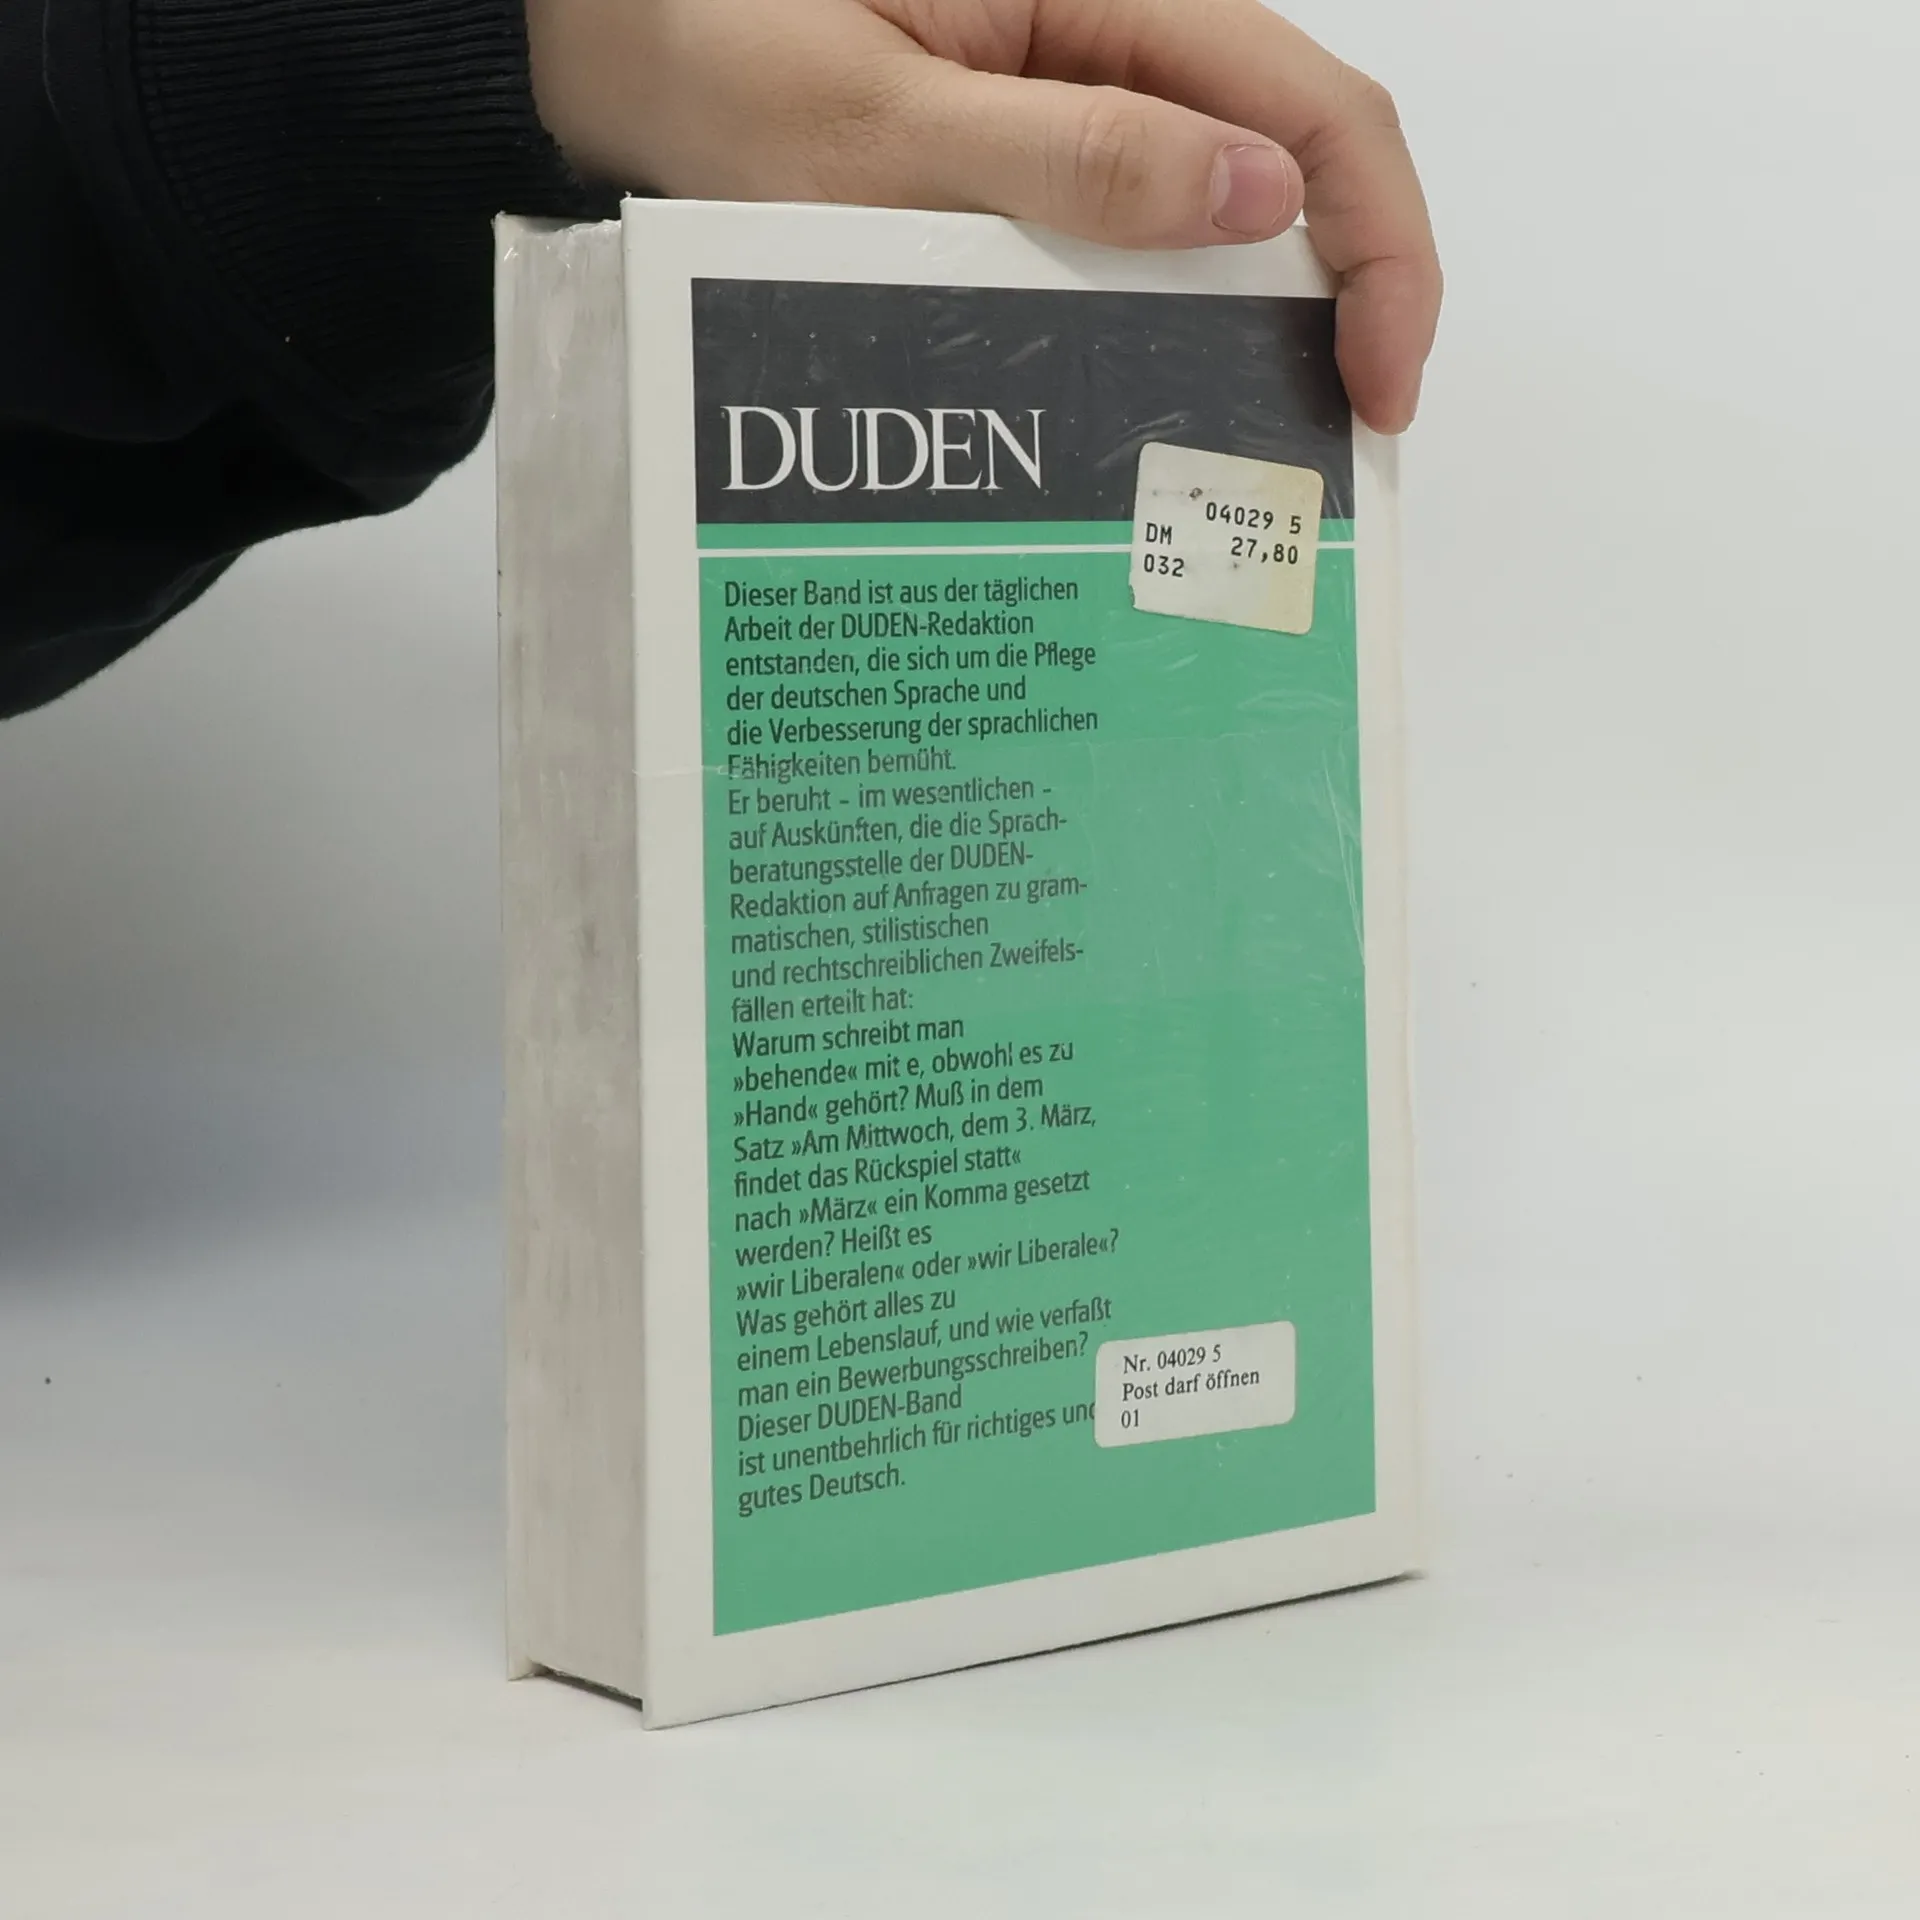 DUDEN
04029 5
DM 27,80
032
Dieser Band ist aus der täglichen
Arbeit der DUDEN-Redaktion
entstanden, die sich um die Pflege
der deutschen Sprache und
die Verbesserung der sprachlichen
Fähigkeiten bemüht.
Er beruht – im wesentlichen –
auf Auskünften, die die Sprach-
beratungsstelle der DUDEN-
Redaktion auf Anfragen zu gram-
matischen, stilistischen
und rechtschreiblichen Zweifels-
fällen erteilt hat:
Warum schreibt man
»behende« mit e, obwohl es zu
»Hand« gehört? Muß in dem
Satz »Am Mittwoch, dem 3. März,
findet das Rückspiel statt«
nach »März« ein Komma gesetzt
werden? Heißt es
»wir Liberalen« oder »wir Liberale«?
Was gehört alles zu
einem Lebenslauf, und wie verfaßt
man ein Bewerbungsschreiben?
Dieser DUDEN-Band
ist unentbehrlich für richtiges und
gutes Deutsch.
Nr. 04029 5
Post darf öffnen
01